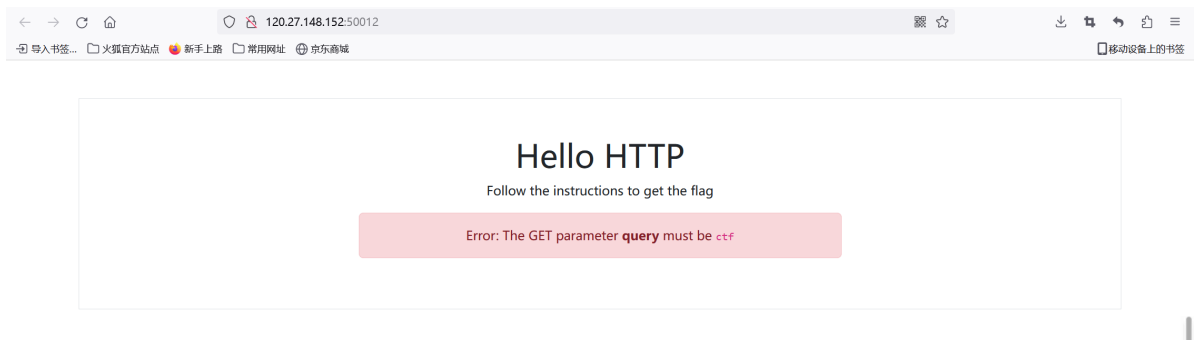 120.27.148.152:50012
导入书签... 火狐官方站点 新手上路 常用网址 京东商城 移动设备上的书签
Hello HTTP
Follow the instructions to get the flag
Error: The GET parameter query must be ctf